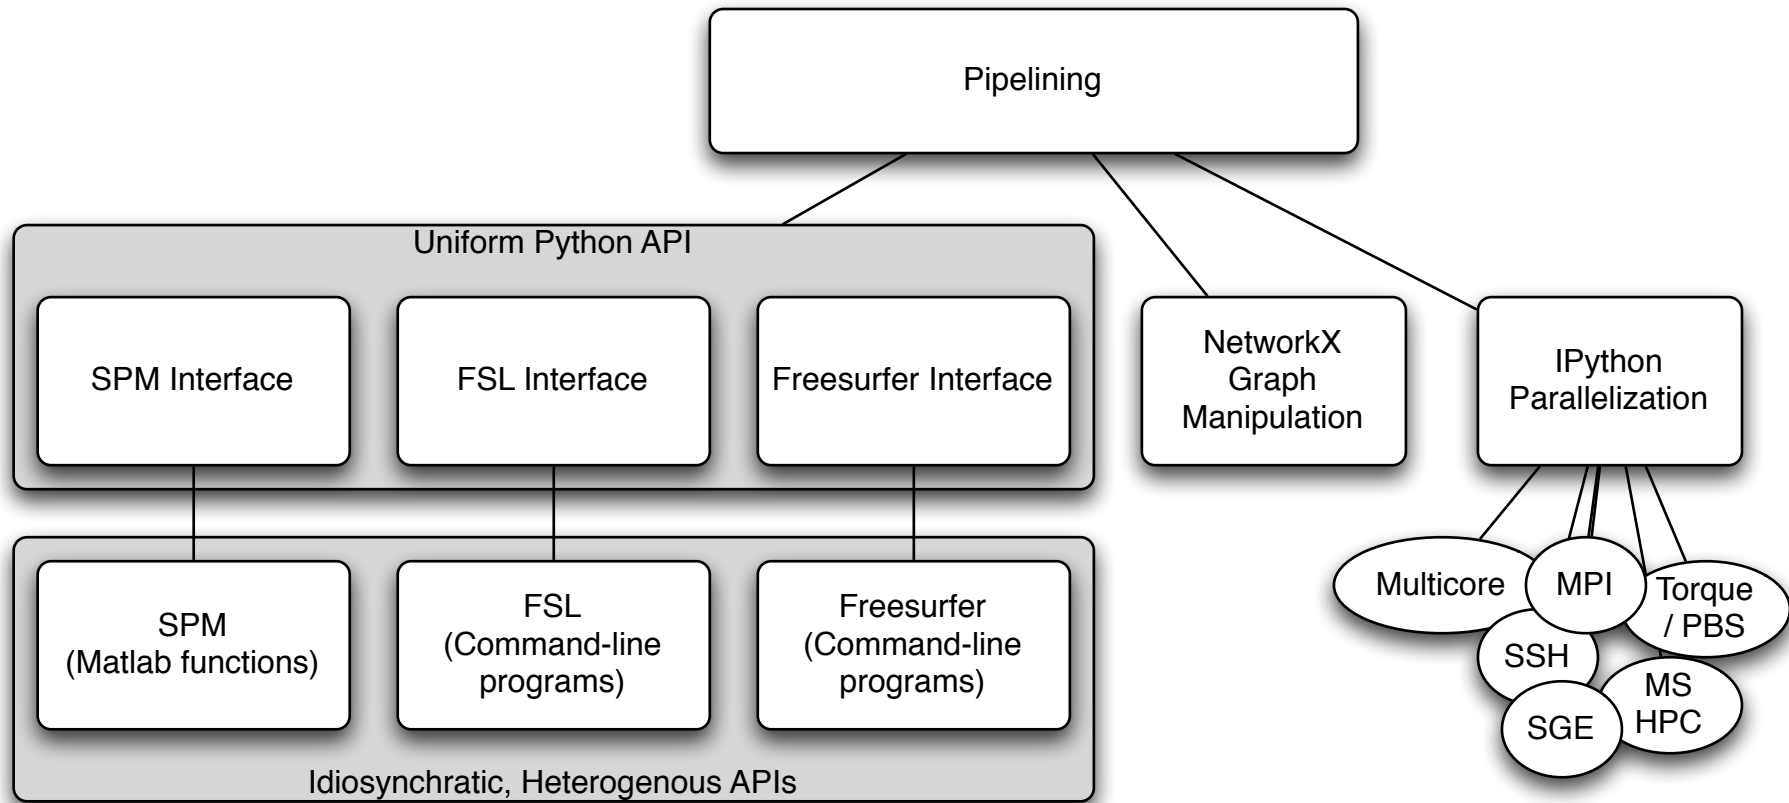 Pipelining
Uniform Python API
SPM Interface
FSL Interface
Freesurfer Interface
NetworkX
Graph
Manipulation
IPython
Parallelization
SPM
(Matlab functions)
FSL
(Command-line
programs)
Freesurfer
(Command-line
programs)
Idiosynchratic, Heterogenous APIs
Multicore
MPI
Torque
/ PBS
SSH
MS
HPC
SGE